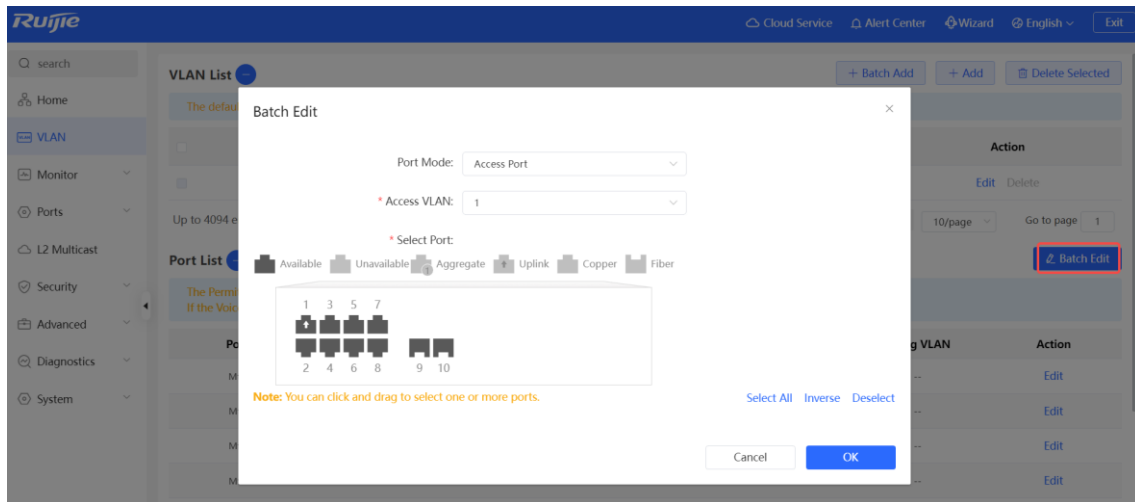 Ruijie
Cloud Service Alert Center Wizard English Exit
search
Home
VLAN
Monitor
Ports
L2 Multicast
Security
Advanced
Diagnostics
System
VLAN List
+ Batch Add + Add Delete Selected
The defau
Action
Edit Delete
Up to 4094 e
10/page Go to page 1
Port List
Batch Edit
The Permi
If the Voic
Po
g VLAN Action
M
-- Edit
M
-- Edit
M
-- Edit
M
-- Edit
Batch Edit
Port Mode: Access Port
* Access VLAN: 1
* Select Port:
Available Unavailable Aggregate Uplink Copper Fiber
1 3 5 7
2 4 6 8 9 10
Note: You can click and drag to select one or more ports.
Select All Inverse Deselect
Cancel OK